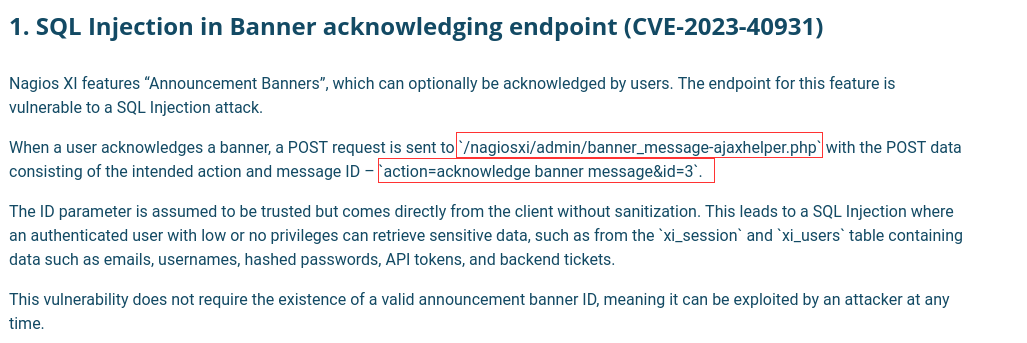 1. SQL Injection in Banner acknowledging endpoint (CVE-2023-40931)
Nagios XI features “Announcement Banners”, which can optionally be acknowledged by users. The endpoint for this feature is
vulnerable to a SQL Injection attack.
When a user acknowledges a banner, a POST request is sent to `/nagiosxi/admin/banner_message-ajaxhelper.php` with the POST data
consisting of the intended action and message ID – `action=acknowledge banner message&id=3`.
The ID parameter is assumed to be trusted but comes directly from the client without sanitization. This leads to a SQL Injection where
an authenticated user with low or no privileges can retrieve sensitive data, such as from the `xi_session` and `xi_users` table containing
data such as emails, usernames, hashed passwords, API tokens, and backend tickets.
This vulnerability does not require the existence of a valid announcement banner ID, meaning it can be exploited by an attacker at any
time.